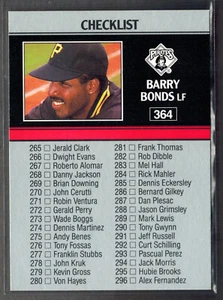 CHECKLIST
PIRATES
BARRY
BONDS LF
364
265 Jerald Clark
266 Dwight Evans
267 Roberto Alomar
268 Danny Jackson
269 Brian Downing
270 John Cerutti
271 Robin Ventura
272 Gerald Perry
273 Wade Boggs
274 Dennis Martinez
275 Andy Benes
276 Tony Fossas
277 Franklin Stubbs
278 John Kruk
279 Kevin Gross
280 Von Hayes
281 Frank Thomas
282 Rob Dibble
283 Mel Hall
284 Rick Mahler
285 Dennis Eckersley
286 Bernard Gilkey
287 Dan Plesac
288 Jason Grimsley
289 Mark Lewis
290 Tony Gwynn
291 Jeff Russell
292 Curt Schilling
293 Pascual Perez
294 Jack Morris
295 Hubie Brooks
296 Alex Fernandez